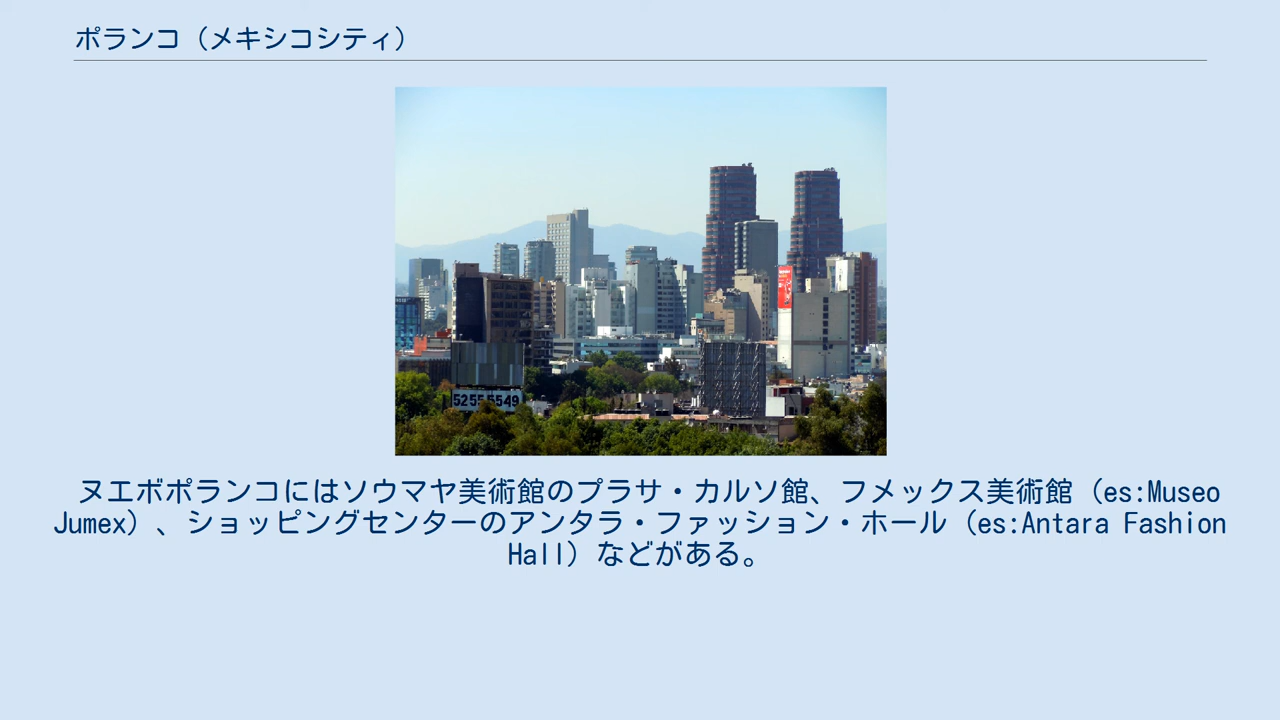 ポランコ（メキシコシティ）
52555549
ヌエボポランコにはソウマヤ美術館のプラサ・カルソ館、フメックス美術館（es:Museo
Jumex）、ショッピングセンターのアンタラ・ファッション・ホール（es:Antara Fashion
Hall）などがある。